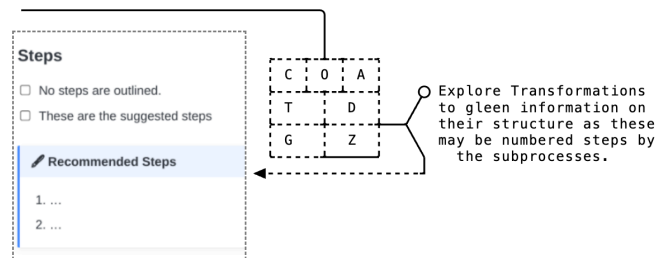 Steps
No steps are outlined.
These are the suggested steps
Recommended Steps
1. ...
2. ...
C O A
T D
G Z
Explore Transformations
to gleen information on
their structure as these
may be numbered steps by
the subprocesses.